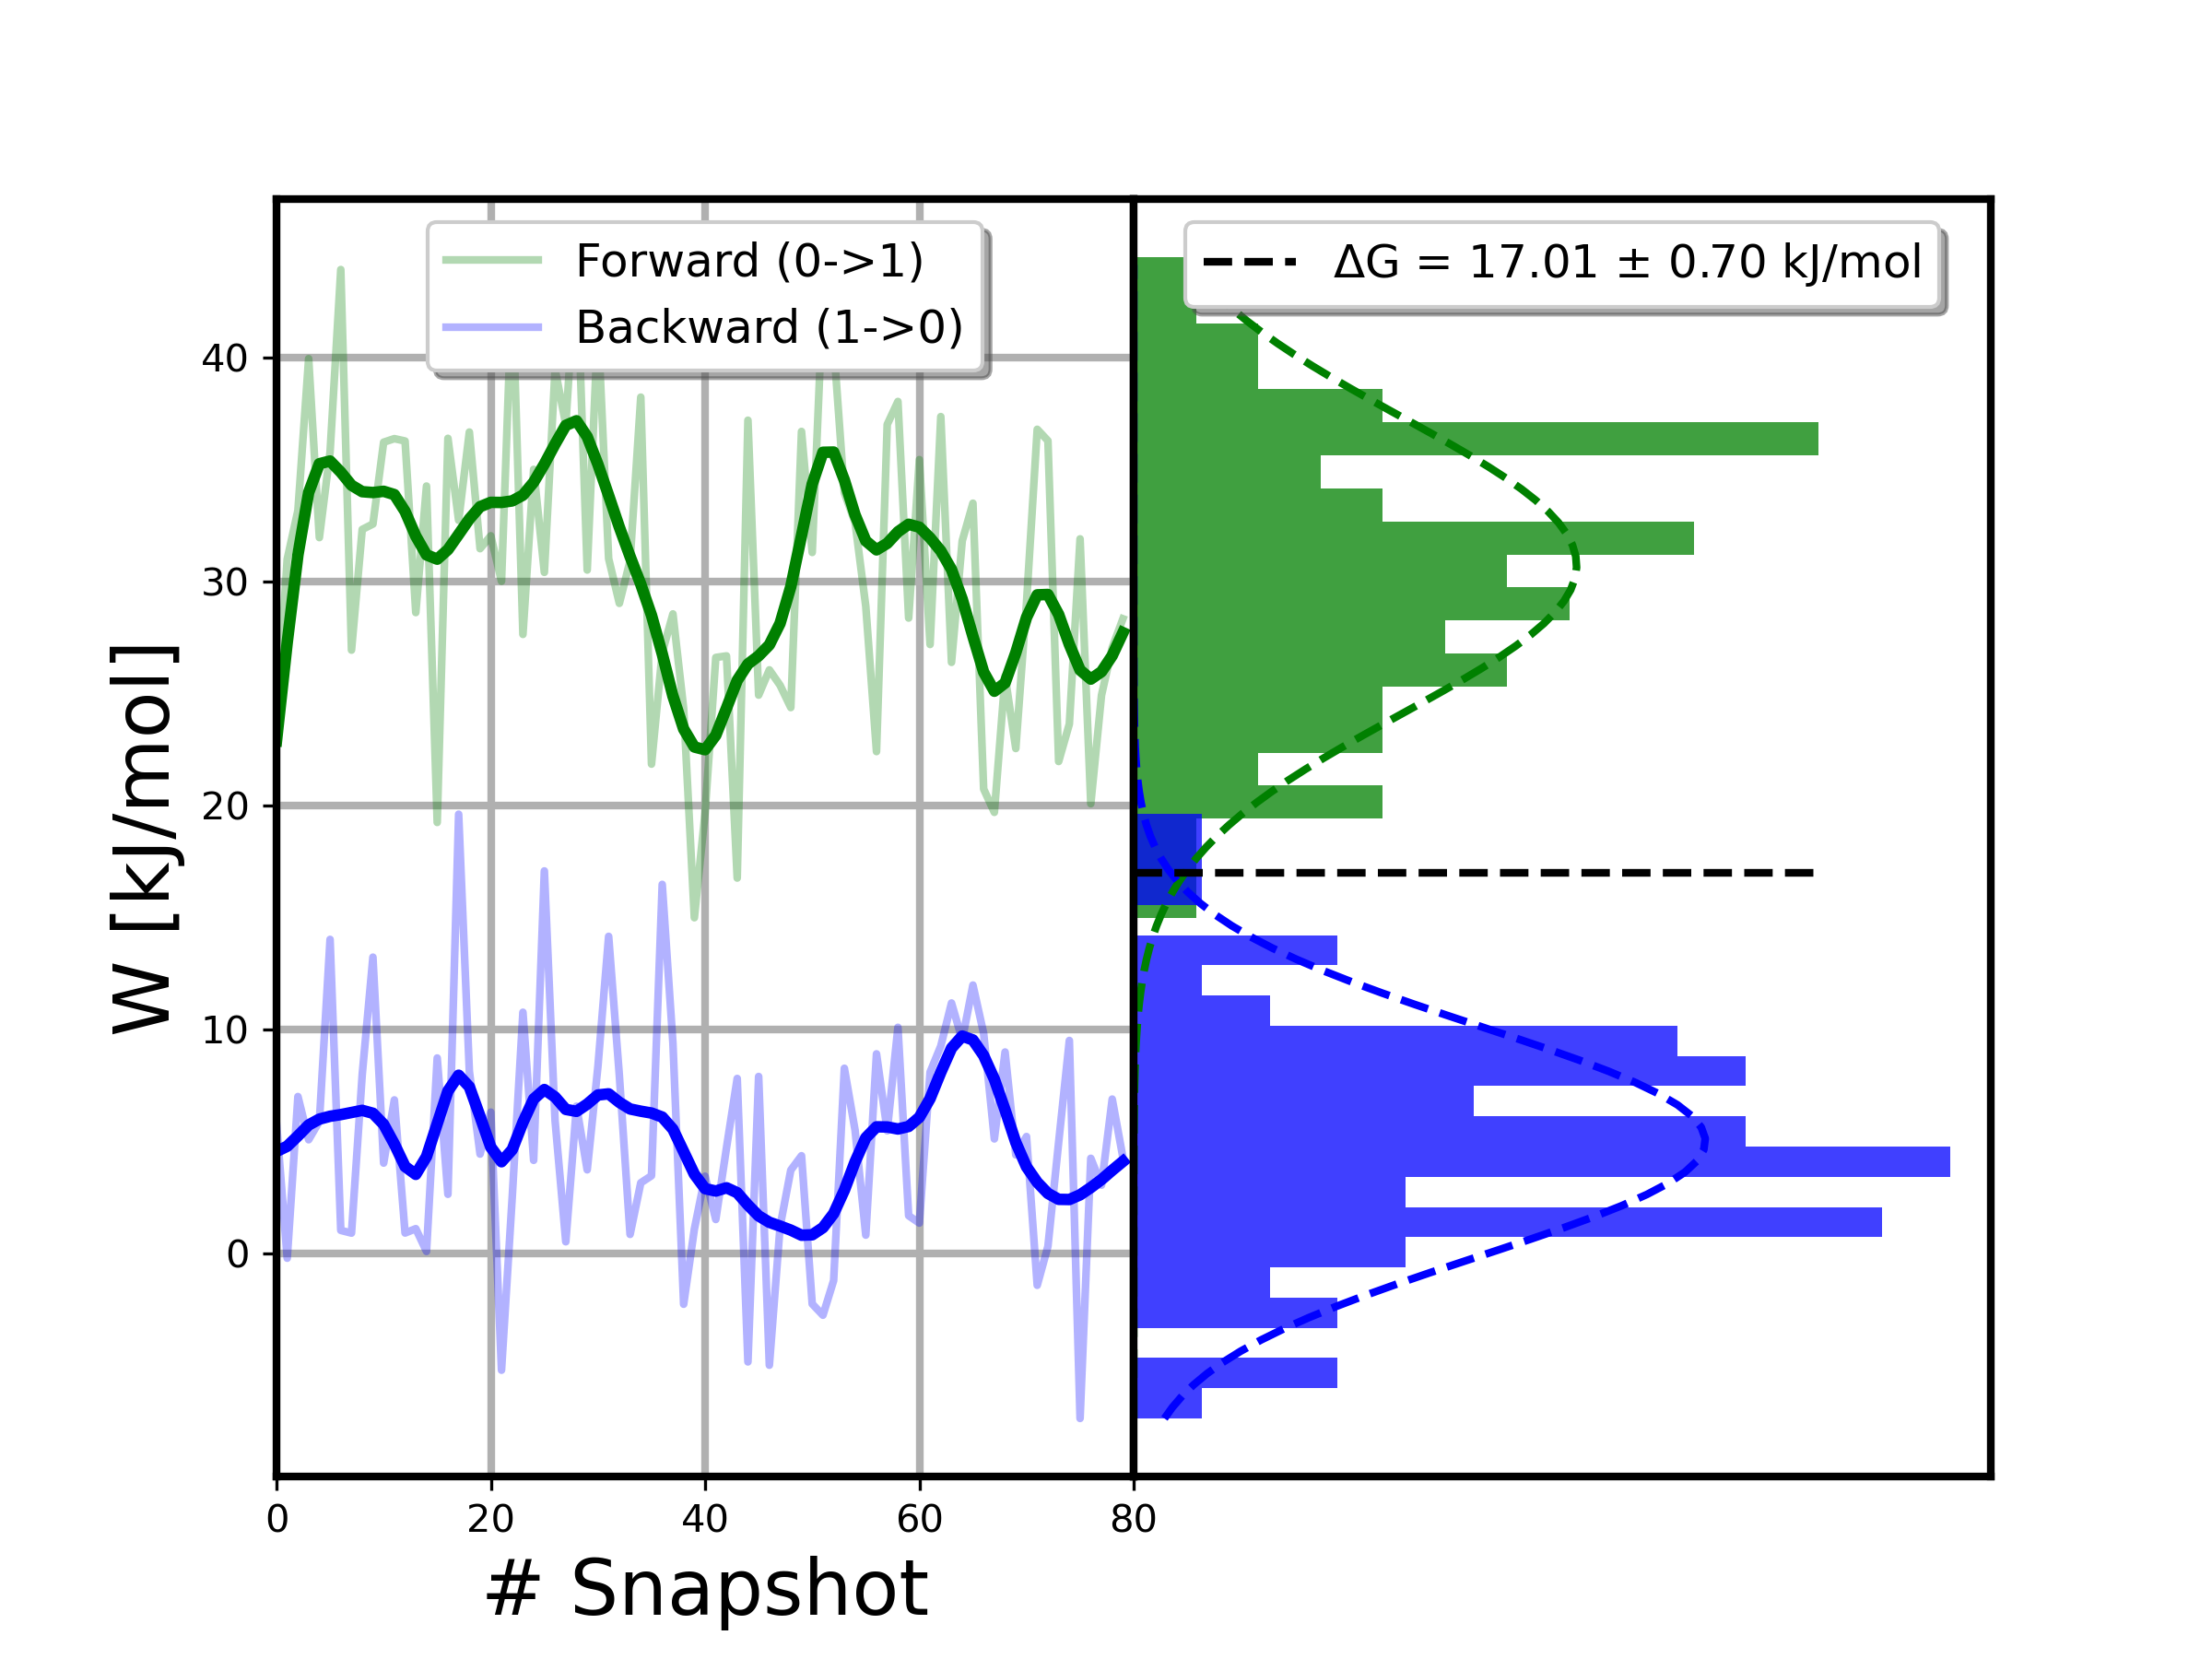 Forward (0->1)
Backward (1->0)
ΔG = 17.01 ± 0.70 kJ/mol
W [kJ/mol]
40
30
20
10
0
0 20 40 60 80
# Snapshot